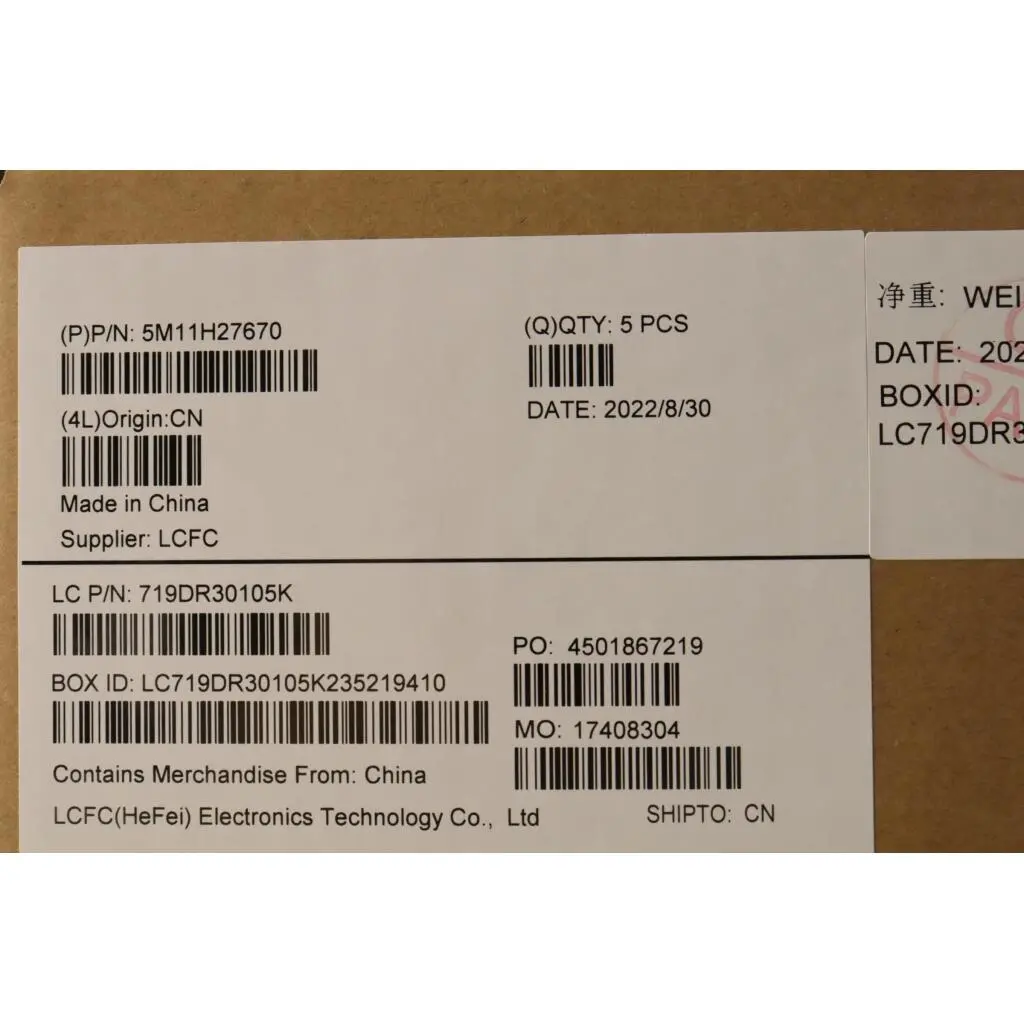 (P)P/N: 5M11H27670
(Q)QTY: 5 PCS
(4L)Origin:CN
DATE: 2022/8/30
Made in China
Supplier: LCFC
LC P/N: 719DR30105K
PO: 4501867219
BOX ID: LC719DR30105K235219410
MO: 17408304
Contains Merchandise From: China
LCFC(HeFei) Electronics Technology Co., Ltd
SHIPTO: CN
净重: WEI
DATE: 202
BOXID:
LC719DR3
PA